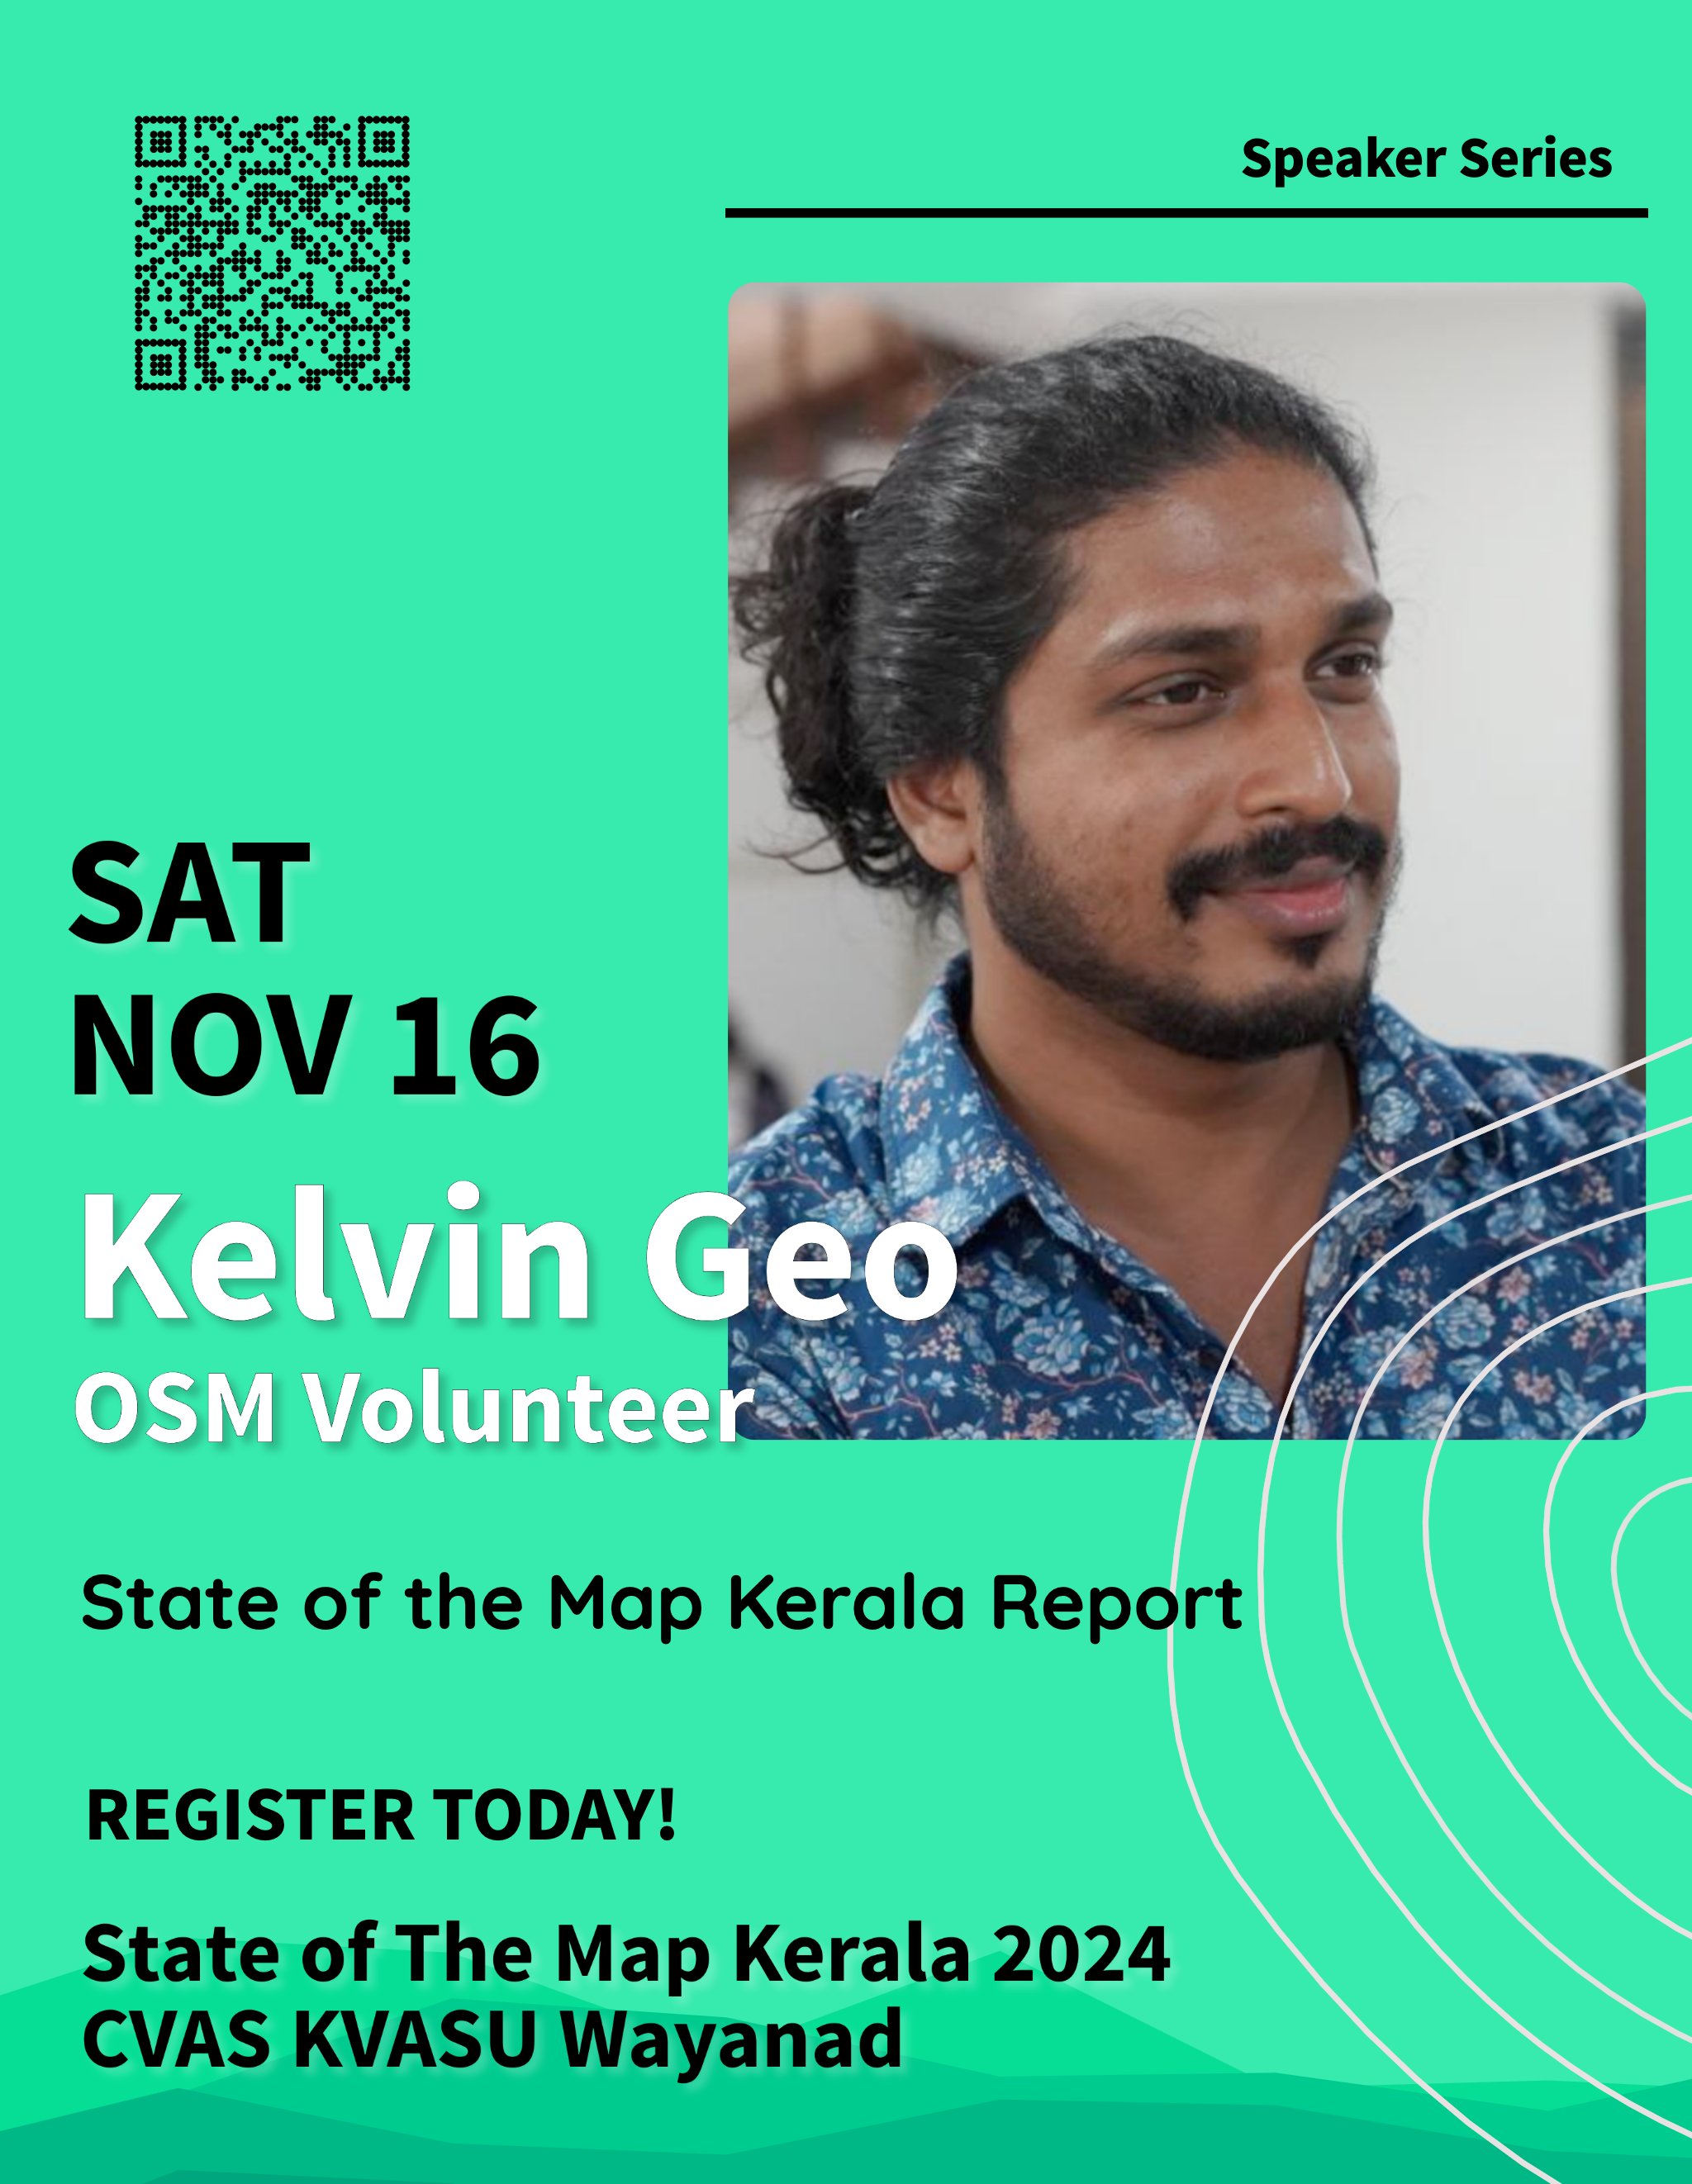 Speaker Series
SAT
NOV 16
Kelvin Geo
OSM Volunteer
State of the Map Kerala Report
REGISTER TODAY!
State of The Map Kerala 2024
CVAS KVASU Wayanad